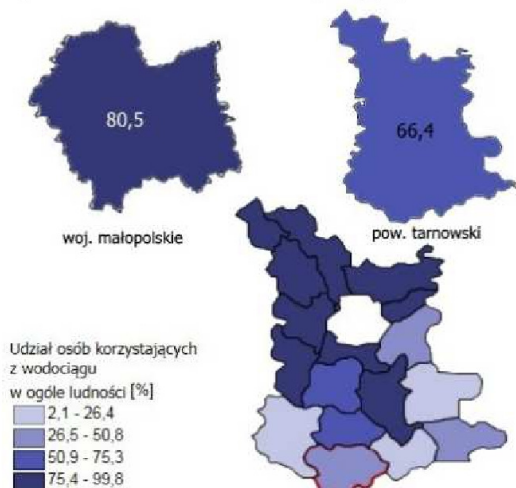 80,5
66,4
woj. małopolskie
pow. tarnowski
Udział osób korzystających
z wodociągu
w ogóle ludności [%]
2,1 - 26,4
26,5 - 50,8
50,9 - 75,3
75,4 - 99,8